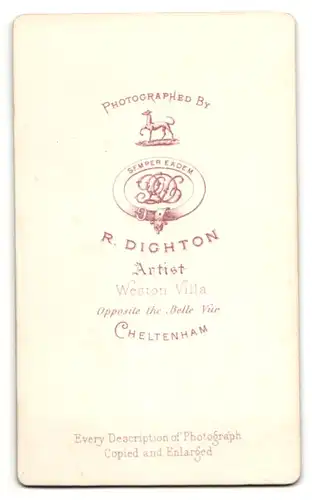 PHOTOGRAPHED BY
SEMPER EADEM
R. DIGHTON
Artist
Weston Villa
Opposite the Belle Vue
CHELTENHAM
Every Description of Photograph
Copied and Enlarged